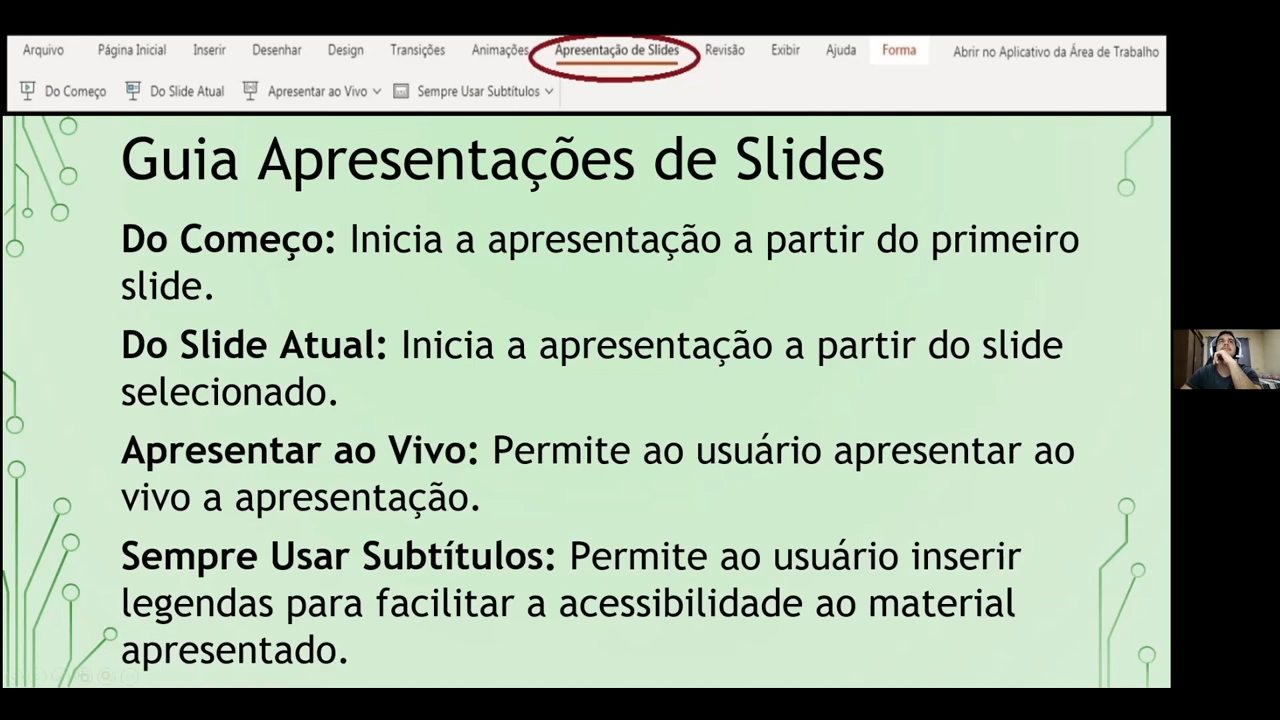 Arquivo Página Inicial Inserir Desenhar Design Transições Animações Apresentação de Slides Revisão Exibir Ajuda Forma Abrir no Aplicativo da Área de Trabalho
Do Começo Do Slide Atual Apresentar ao Vivo Sempre Usar Subtítulos
Guia Apresentações de Slides
Do Começo: Inicia a apresentação a partir do primeiro
slide.
Do Slide Atual: Inicia a apresentação a partir do slide
selecionado.
Apresentar ao Vivo: Permite ao usuário apresentar ao
vivo a apresentação.
Sempre Usar Subtítulos: Permite ao usuário inserir
legendas para facilitar a acessibilidade ao material
apresentado.